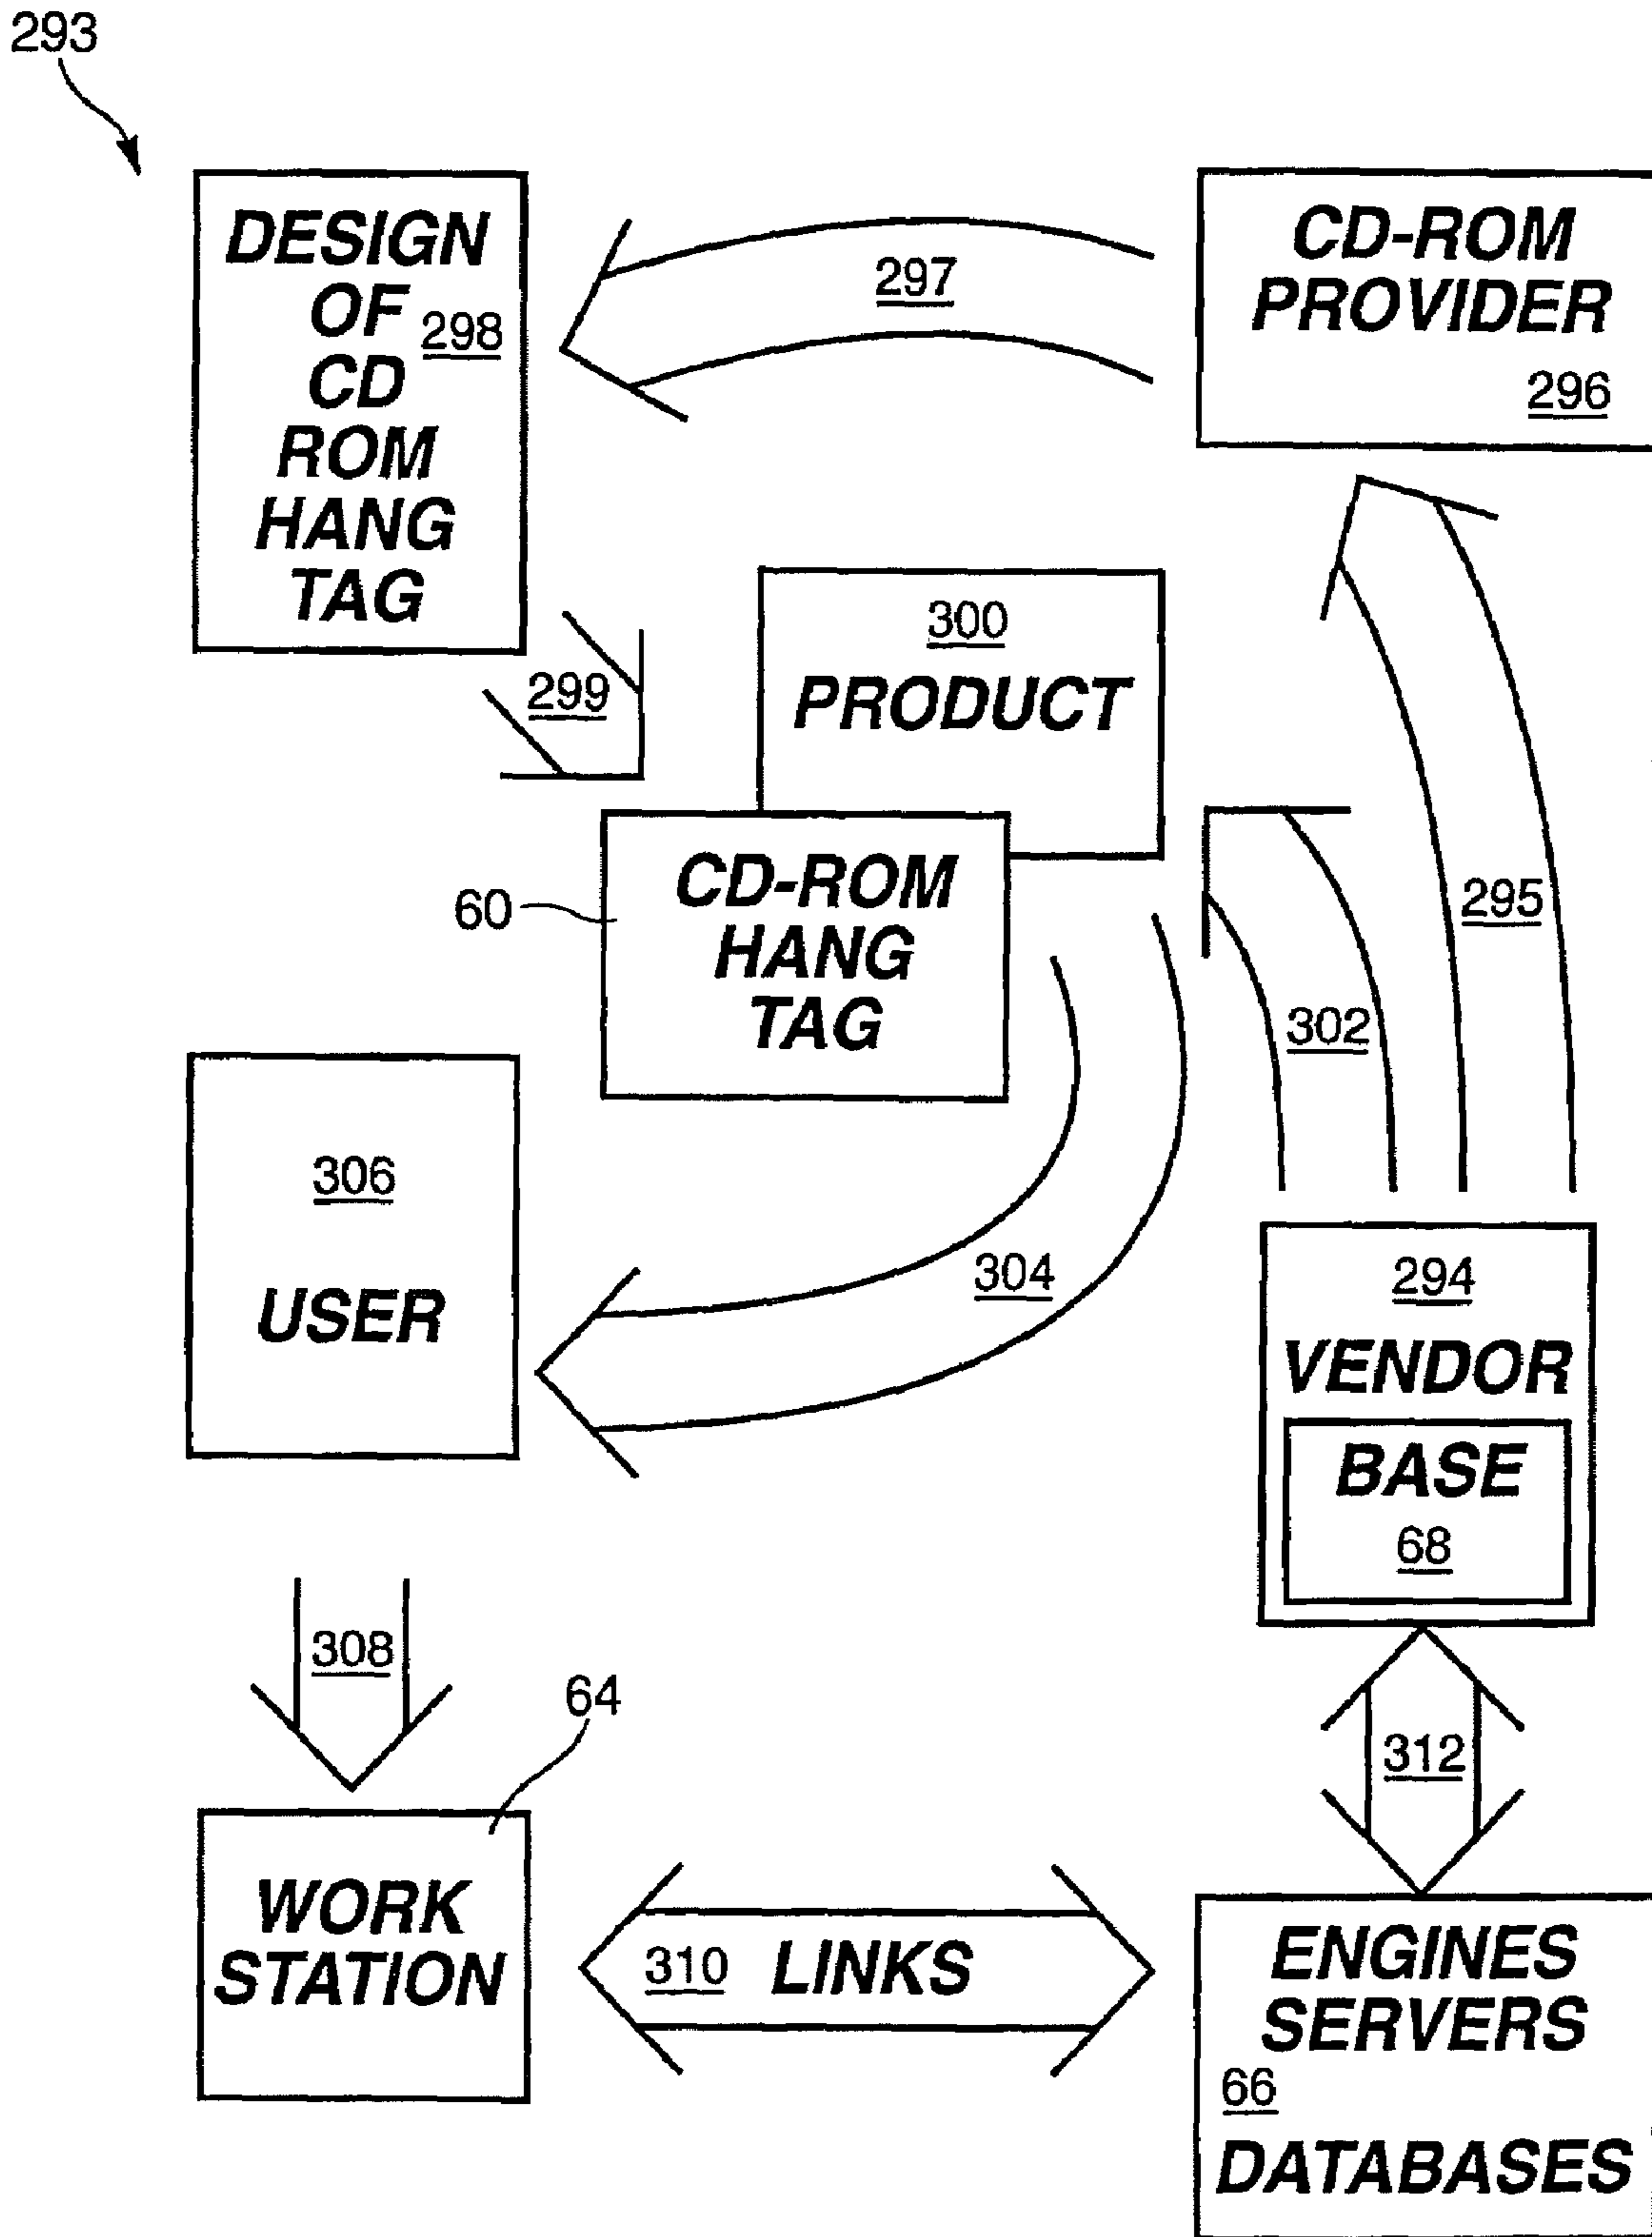 293
DESIGN
OF
298
CD
ROM
HANG
TAG
297
CD-ROM
PROVIDER
296
299
300
PRODUCT
60
CD-ROM
HANG
TAG
295
302
304
306
USER
294
VENDOR
BASE
68
308
64
312
WORK
STATION
310 LINKS
ENGINES
SERVERS
66
DATABASES